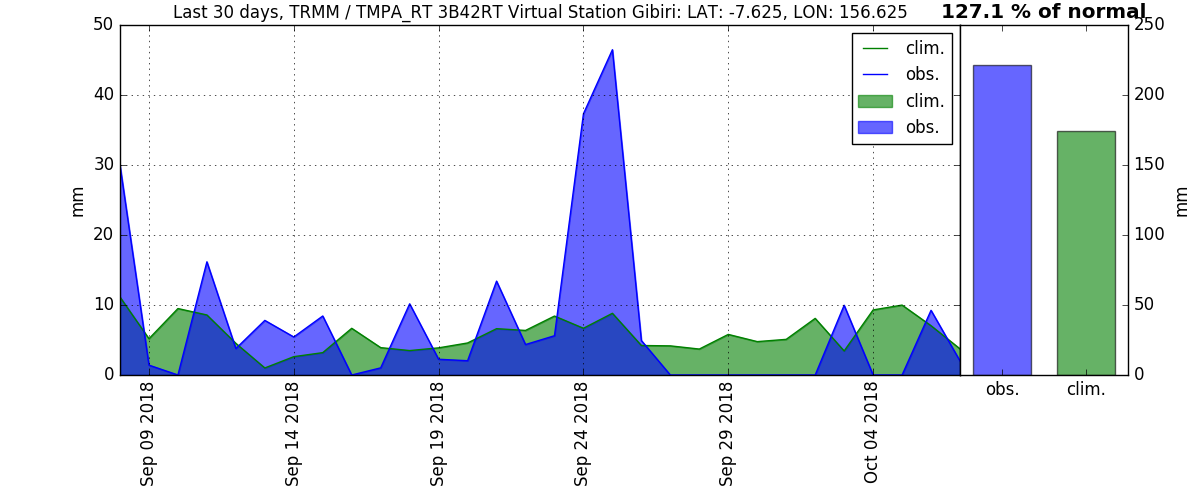 Last 30 days, TRMM / TMPA_RT 3B42RT Virtual Station Gibiri: LAT: -7.625, LON: 156.625
127.1 % of normal
50
40
30
20
10
0
mm
clim.
obs.
clim.
obs.
Sep 09 2018
Sep 14 2018
Sep 19 2018
Sep 24 2018
Sep 29 2018
Oct 04 2018
250
200
150
100
50
0
mm
obs.
clim.